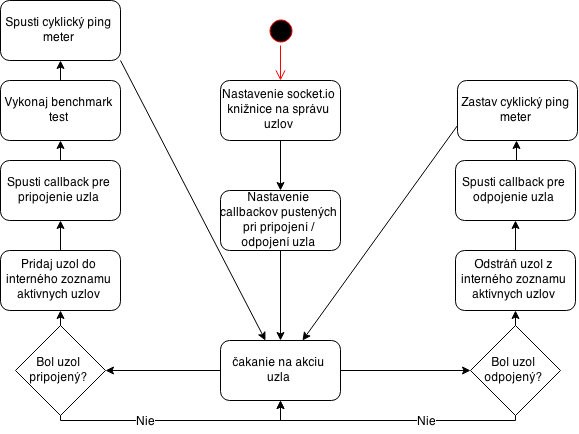 Spusti cyklický ping
meter
Vykonaj benchmark
test
Spusti callback pre
pripojenie uzla
Pridaj uzol do
interného zoznamu
aktivnych uzlov
Bol uzol
pripojený?
Nastavenie socket.io
knižnice na správu
uzlov
Nastavenie
callbackov pustených
pri pripojení /
odpojení uzla
čakanie na akciu
uzla
Zastav cyklický ping
meter
Spusti callback pre
odpojenie uzla
Odstráň uzol z
interného zoznamu
aktívnych uzlov
Bol uzol
odpojený?
Nie
Nie